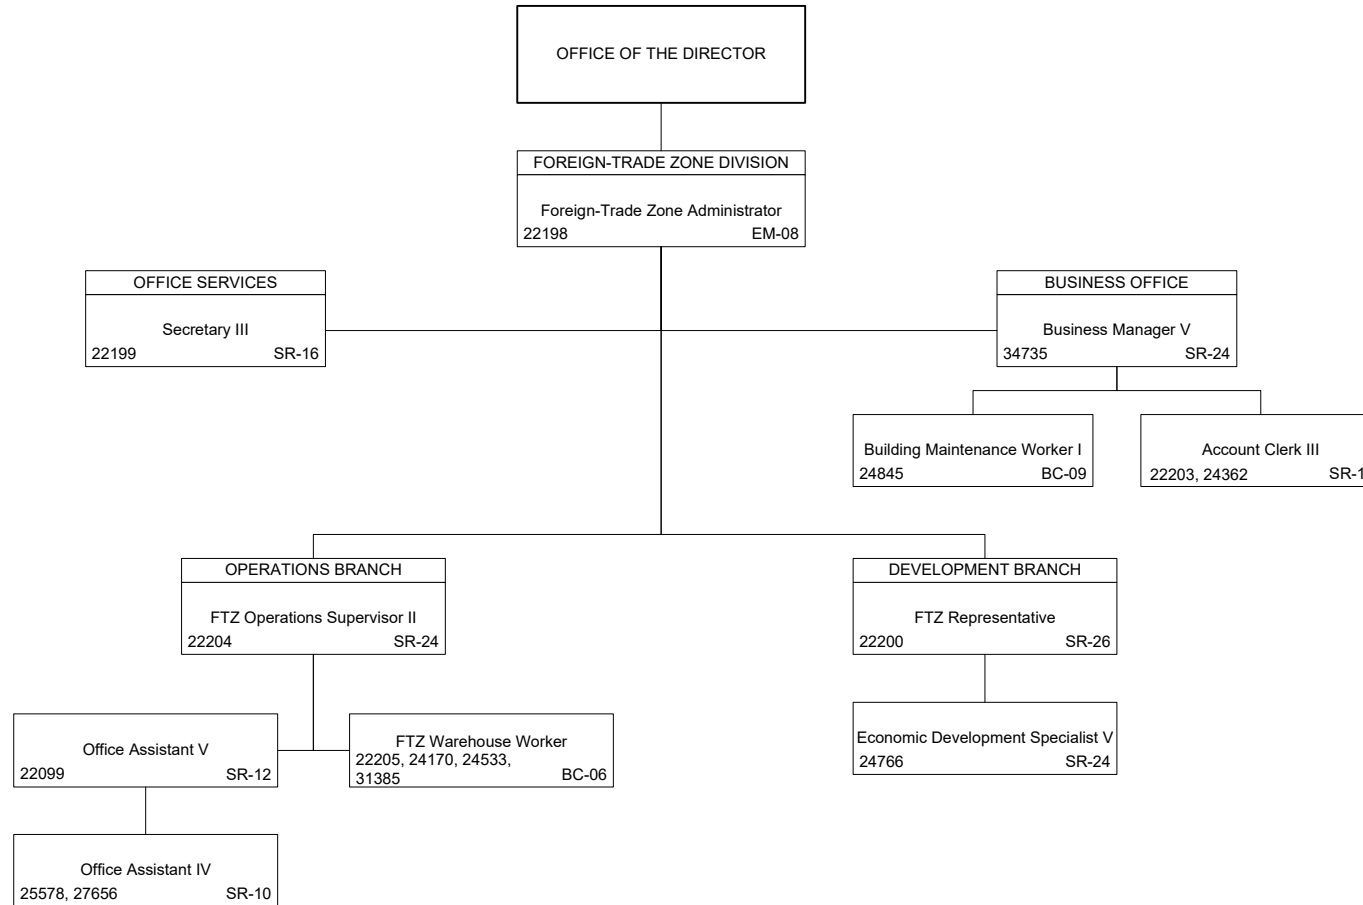 OFFICE OF THE DIRECTOR
FOREIGN-TRADE ZONE DIVISION
Foreign-Trade Zone Administrator
22198 EM-08
OFFICE SERVICES
Secretary III
22199 SR-16
BUSINESS OFFICE
Business Manager V
34735 SR-24
Building Maintenance Worker I
24845 BC-09
Account Clerk III
22203, 24362 SR-1
OPERATIONS BRANCH
FTZ Operations Supervisor II
22204 SR-24
DEVELOPMENT BRANCH
FTZ Representative
22200 SR-26
Office Assistant V
22099 SR-12
FTZ Warehouse Worker
22205, 24170, 24533,
31385 BC-06
Economic Development Specialist V
24766 SR-24
Office Assistant IV
25578, 27656 SR-10